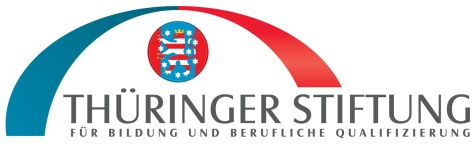 THÜRINGER STIFTUNG
FÜR BILDUNG UND BERUFLICHE QUALIFIZIERUNG